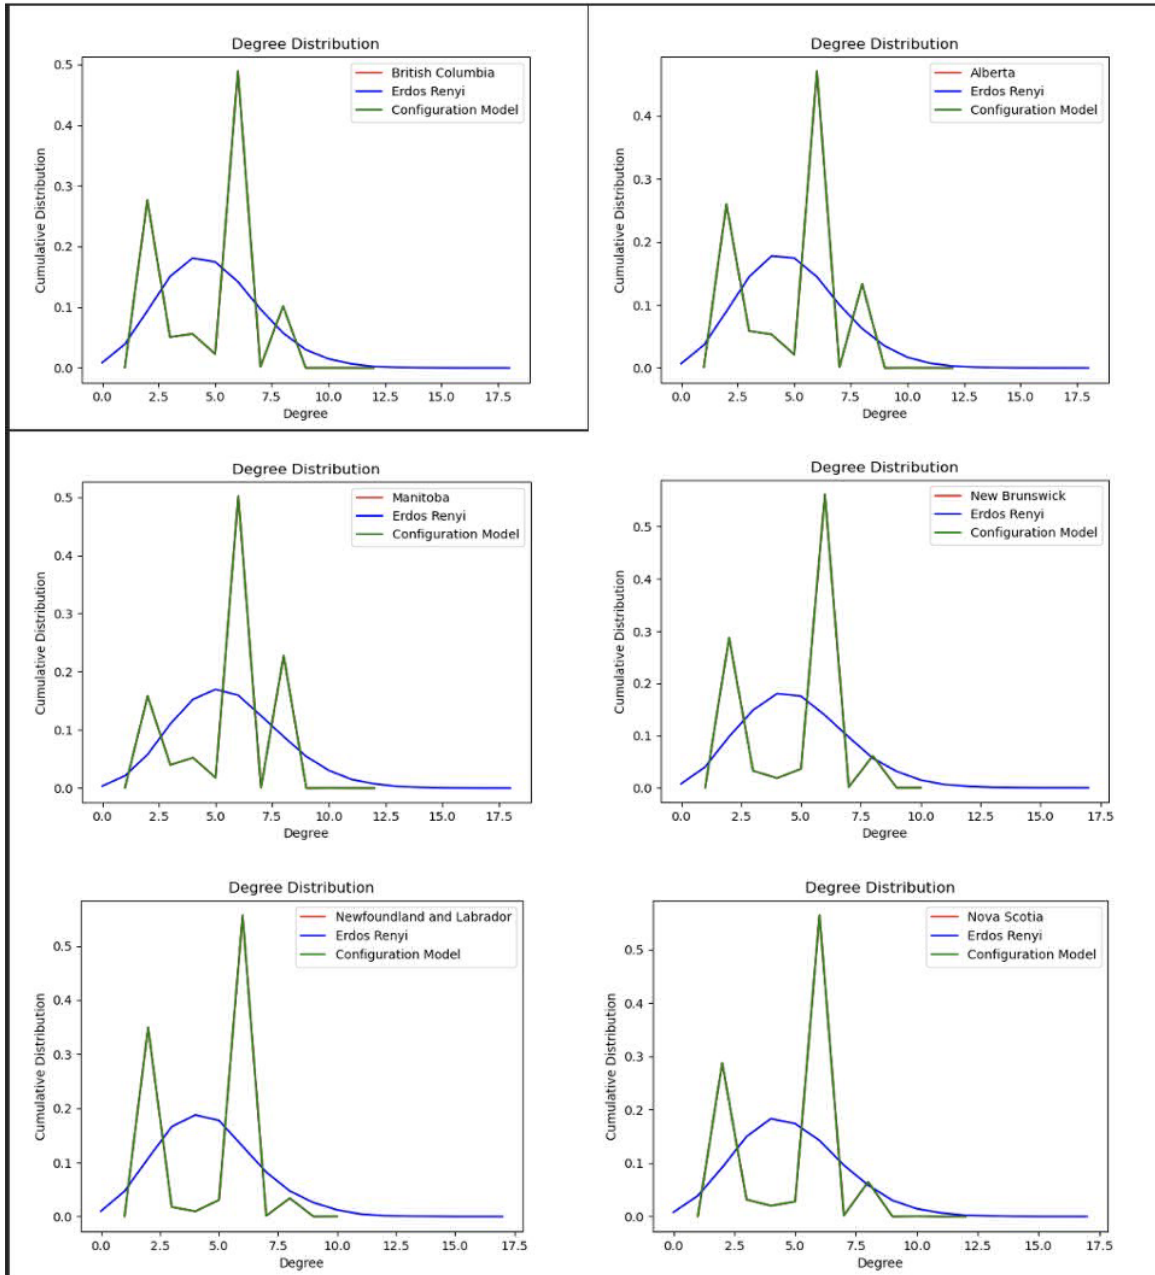 Degree Distribution
British Columbia
Erdos Renyi
Configuration Model
Cumulative Distribution
0.5
0.4
0.3
0.2
0.1
0.0
0.0 2.5 5.0 7.5 10.0 12.5 15.0 17.5
Degree
Degree Distribution
Alberta
Erdos Renyi
Configuration Model
Cumulative Distribution
0.4
0.3
0.2
0.1
0.0
0.0 2.5 5.0 7.5 10.0 12.5 15.0 17.5
Degree
Degree Distribution
Manitoba
Erdos Renyi
Configuration Model
Cumulative Distribution
0.5
0.4
0.3
0.2
0.1
0.0
0.0 2.5 5.0 7.5 10.0 12.5 15.0 17.5
Degree
Degree Distribution
New Brunswick
Erdos Renyi
Configuration Model
Cumulative Distribution
0.5
0.4
0.3
0.2
0.1
0.0
0.0 2.5 5.0 7.5 10.0 12.5 15.0 17.5
Degree
Degree Distribution
Newfoundland and Labrador
Erdos Renyi
Configuration Model
Cumulative Distribution
0.5
0.4
0.3
0.2
0.1
0.0
0.0 2.5 5.0 7.5 10.0 12.5 15.0 17.5
Degree
Degree Distribution
Nova Scotia
Erdos Renyi
Configuration Model
Cumulative Distribution
0.5
0.4
0.3
0.2
0.1
0.0
0.0 2.5 5.0 7.5 10.0 12.5 15.0 17.5
Degree